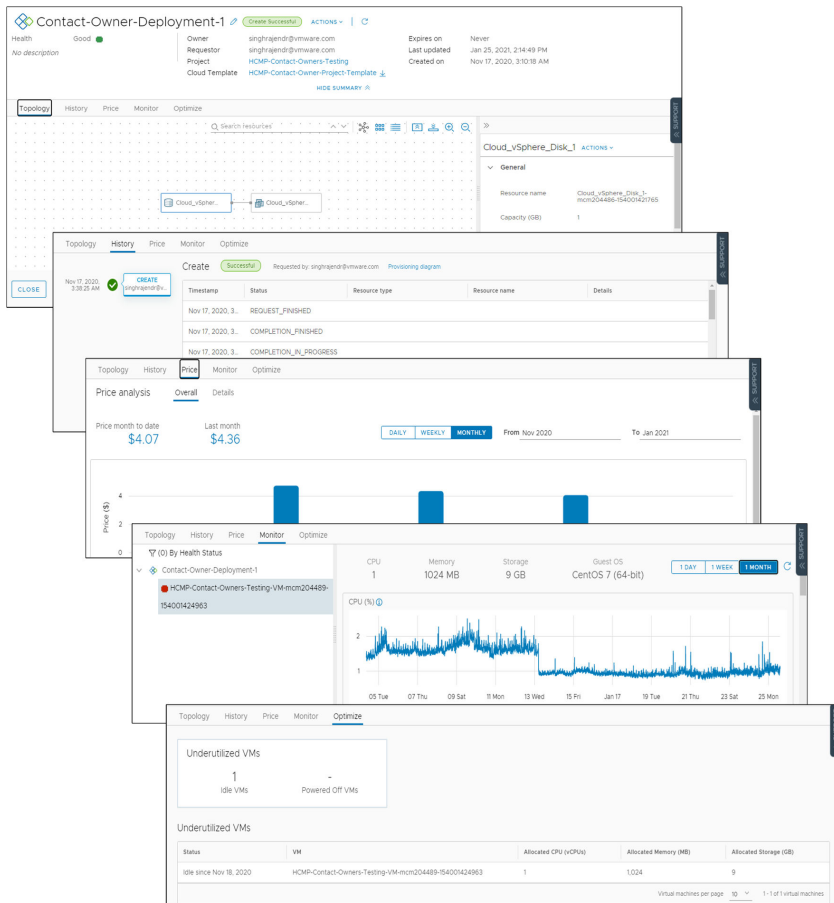 Contact-Owner-Deployment-1 Create Successful ACTIONS
Health Good
No description
Owner singhrajendr@vmware.com
Requestor singhrajendr@vmware.com
Project HCMP-Contact-Owners-Testing
Cloud Template HCMP-Contact-Owner-Project-Template
Expires on Never
Last updated Jan 25, 2021, 2:14:49 PM
Created on Nov 17, 2020, 3:10:18 AM
HIDE SUMMARY
Topology History Price Monitor Optimize
SUPPORT
Search resources
Cloud_vSpher... Cloud_vSpher...
Cloud_vSphere_Disk_1 ACTIONS
General
Resource name Cloud_vSphere_Disk_1-
mcm204486-154001421765
Capacity (GB) 1
CLOSE
Topology History Price Monitor Optimize
SUPPORT
Nov 17, 2020,
3:38:25 AM
CREATE
singhrajendr@v...
Create Successful Requested by: singhrajendr@vmware.com Provisioning diagram
Timestamp Status Resource type Resource name Details
Nov 17, 2020, 3... REQUEST_FINISHED
Nov 17, 2020, 3... COMPLETION_FINISHED
Nov 17, 2020, 3... COMPLETION_IN_PROGRESS
Topology History Price Monitor Optimize
SUPPORT
Price analysis Overall Details
Price month to date Last month
$4.07 $4.36
DAILY WEEKLY MONTHLY From Nov 2020 To Jan 2021
Price ($)
4
2
0
Topology History Price Monitor Optimize
SUPPORT
(0) By Health Status
Contact-Owner-Deployment-1
HCMP-Contact-Owners-Testing-VM-mcm204489-
154001424963
CPU Memory Storage Guest OS
1 1024 MB 9 GB CentOS 7 (64-bit)
1 DAY 1 WEEK 1 MONTH
CPU (%)
2
1
05 Tue 07 Thu 09 Sat 11 Mon 13 Wed 15 Fri Jan 17 19 Tue 21 Thu 23 Sat 25 Mon
Topology History Price Monitor Optimize
Underutilized VMs
1 -
Idle VMs Powered Off VMs
Underutilized VMs
Status VM Allocated CPU (vCPUs) Allocated Memory (MB) Allocated Storage (GB)
Idle since Nov 18, 2020 HCMP-Contact-Owners-Testing-VM-mcm204489-154001424963 1 1,024 9
Virtual machines per page 10 1 - 1 of 1 virtual machines